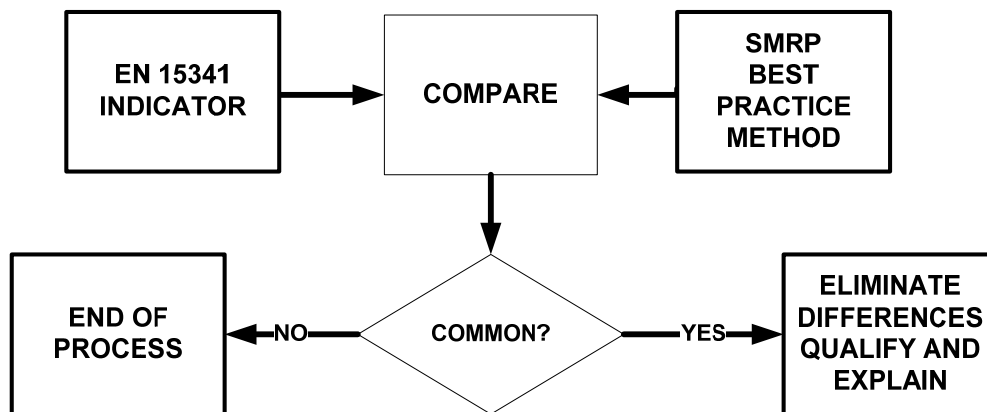 EN 15341
INDICATOR
COMPARE
SMRP
BEST
PRACTICE
METHOD
END OF
PROCESS
NO
COMMON?
YES
ELIMINATE
DIFFERENCES
QUALIFY AND
EXPLAIN